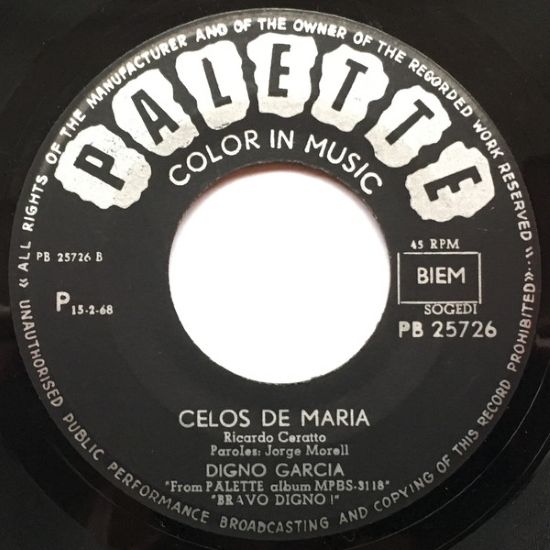 «ALL RIGHTS OF THE MANUFACTURER AND OF THE OWNER OF THE RECORDED WORK RESERVED
PALETTE
COLOR IN MUSIC
PB 25726 B
P 15-2-68
45 RPM
BIEM
SOGEDI
PB 25726
CELOS DE MARIA
Ricardo Ceratto
Paroles: Jorge Morell
DIGNO GARCIA
"From PALETTE album MPBS-3118"
"BRAVO DIGNO !"
UNAUTHORISED PUBLIC PERFORMANCE BROADCASTING AND COPYING OF THIS RECORD PROHIBITED»